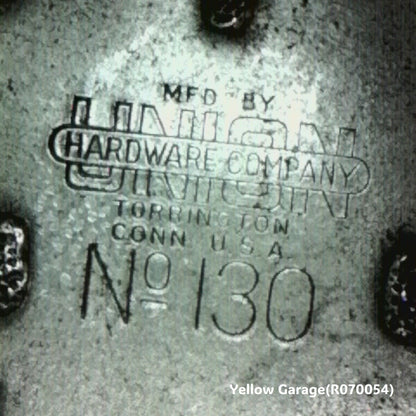 MFD BY
UNION
HARDWARE COMPANY
TORRINGTON
CONN U.S.A.
No 130
Yellow Garage(R070054)